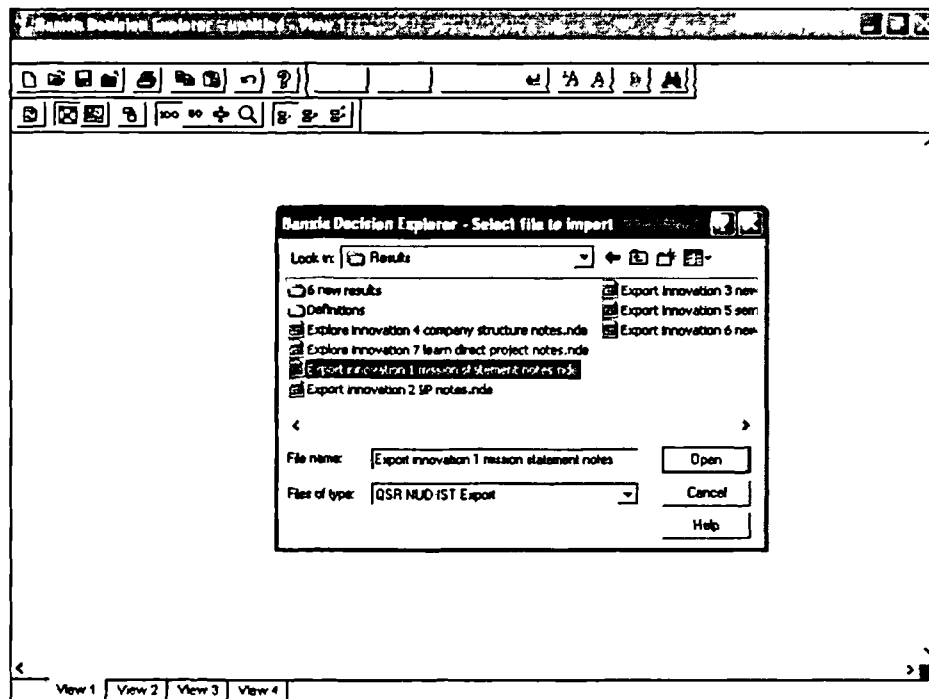 Banxia Decision Explorer - Select file to import
Look in: Results
6 new results
Definitions
Explore innovation 4 company structure notes.nde
Explore innovation 7 learn direct project notes.nde
Export innovation 1 mission statement notes.nde
Export innovation 2 SP notes.nde
Export innovation 3 new
Export innovation 5 sem
Export innovation 6 new
File name: Export innovation 1 mission statement notes
Open
Files of type: QSR NUD·IST Export
Cancel
Help
View 1 View 2 View 3 View 4